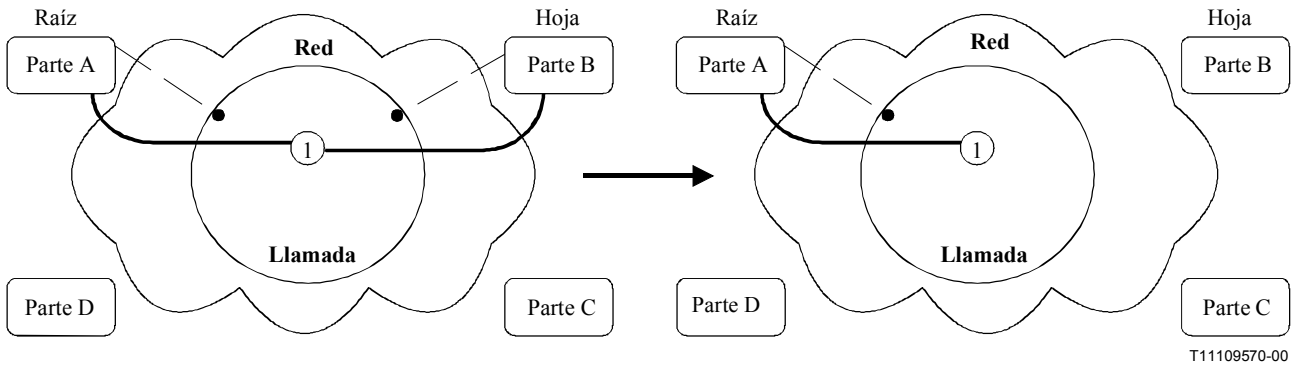 Raíz
Hoja
Raíz
Hoja
Parte A
Red
Parte B
Parte A
Red
Parte B
1
1
Llamada
Llamada
Parte D
Parte C
Parte D
Parte C
T11109570-00